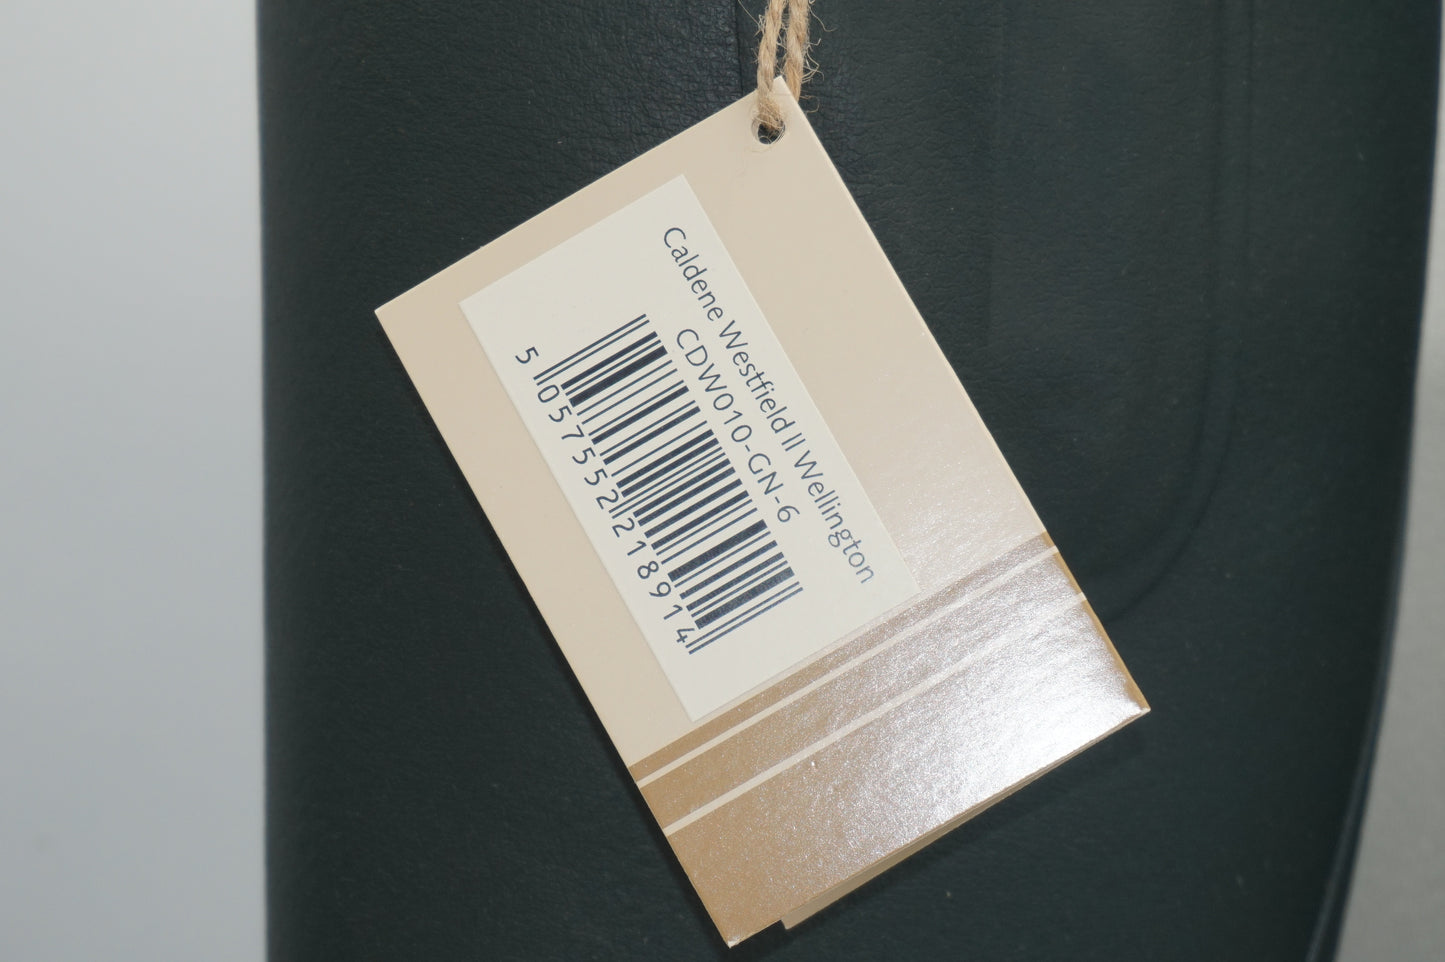 Caldene Westfield II Wellington
CDW010-GN-6
5 057552 218914